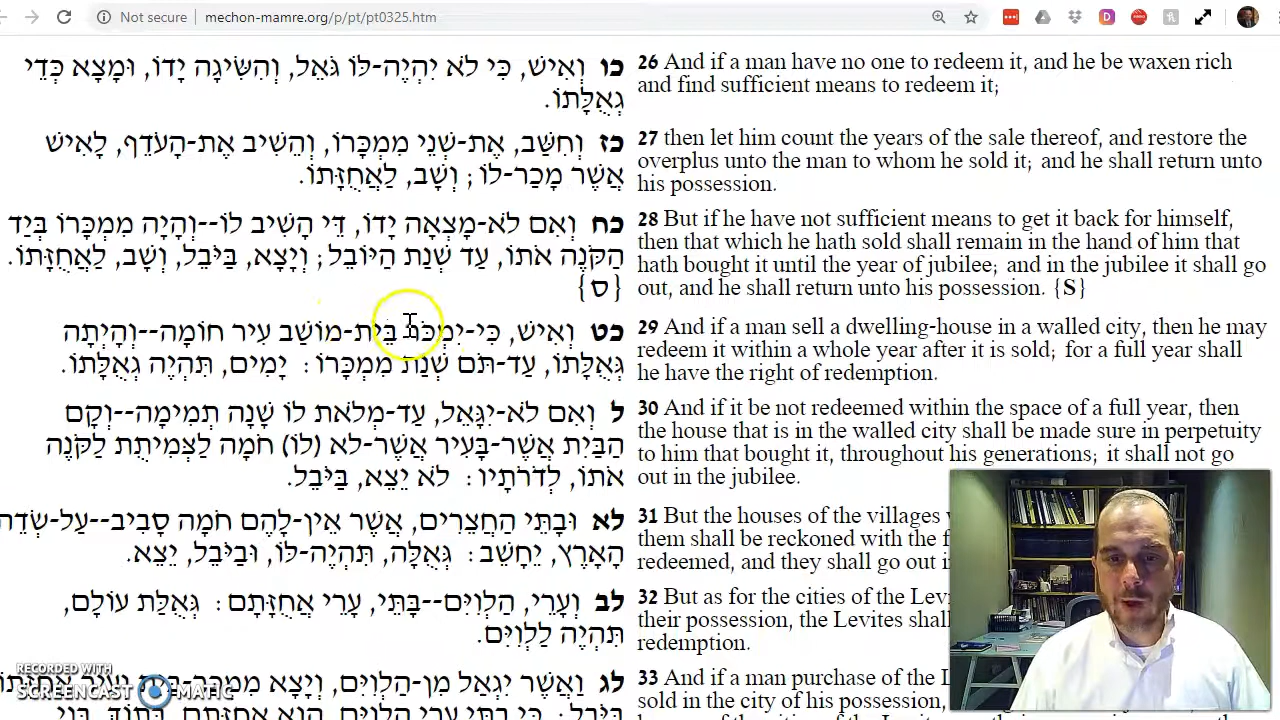 Not secure | mechon-mamre.org/p/pt/pt0325.htm
כו וְאִישׁ, כִּי לֹא יִהְיֶה-לּוֹ גֹּאֵל, וְהִשִּׂיגָה יָדוֹ, וּמָצָא כְּדֵי
גְאֻלָּתוֹ.
26 And if a man have no one to redeem it, and he be waxen rich
and find sufficient means to redeem it;
כז וְחִשַּׁב, אֶת-שְׁנֵי מִמְכָּרוֹ, וְהֵשִׁיב אֶת-הָעֹדֵף, לָאִישׁ
אֲשֶׁר מָכַר-לוֹ; וְשָׁב, לַאֲחֻזָּתוֹ.
27 then let him count the years of the sale thereof, and restore the
overplus unto the man to whom he sold it; and he shall return unto
his possession.
כח וְאִם לֹא-מָצְאָה יָדוֹ, דֵּי הָשִׁיב לוֹ--וְהָיָה מִמְכָּרוֹ בְּיַד
הַקֹּנֶה אֹתוֹ, עַד שְׁנַת הַיּוֹבֵל; וְיָצָא, בַּיֹּבֵל, וְשָׁב, לַאֲחֻזָּתוֹ.
{ס}
28 But if he have not sufficient means to get it back for himself,
then that which he hath sold shall remain in the hand of him that
hath bought it until the year of jubilee; and in the jubilee it shall go
out, and he shall return unto his possession. {S}
כט וְאִישׁ, כִּי-יִמְכֹּר בֵּית-מוֹשַׁב עִיר חוֹמָה--וְהָיְתָה
גְּאֻלָּתוֹ, עַד-תֹּם שְׁנַת מִמְכָּרוֹ: יָמִים, תִּהְיֶה גְאֻלָּתוֹ.
29 And if a man sell a dwelling-house in a walled city, then he may
redeem it within a whole year after it is sold; for a full year shall
he have the right of redemption.
ל וְאִם לֹא-יִגָּאֵל, עַד-מְלֹאת לוֹ שָׁנָה תְמִימָה--וְקָם
הַבַּיִת אֲשֶׁר-בָּעִיר אֲשֶׁר-לא (לוֹ) חֹמָה לַצְּמִיתֻת לַקֹּנֶה
אֹתוֹ, לְדֹרֹתָיו: לֹא יֵצֵא, בַּיֹּבֵל.
30 And if it be not redeemed within the space of a full year, then
the house that is in the walled city shall be made sure in perpetuity
to him that bought it, throughout his generations; it shall not go
out in the jubilee.
לא וּבָתֵּי הַחֲצֵרִים, אֲשֶׁר אֵין-לָהֶם חֹמָה סָבִיב--עַל-שְׂדֵה
הָאָרֶץ, יֵחָשֵׁב: גְּאֻלָּה, תִּהְיֶה-לּוֹ, וּבַיֹּבֵל, יֵצֵא.
31 But the houses of the villages
them shall be reckoned with the
redeemed, and they shall go out
לב וְעָרֵי, הַלְוִיִּם--בָּתֵּי, עָרֵי אֲחֻזָּתָם: גְּאֻלַּת עוֹלָם,
תִּהְיֶה לַלְוִיִּם.
32 But as for the cities of the
their possession, the Levites
redemption.
לג וַאֲשֶׁר יִגְאַל מִן-הַלְוִיִּם, וְיָצָא מִמְכַּר-
33 And if a man purchase of the
sold in the city of his possession,
RECORDED WITH
SCREENCAST MATIC